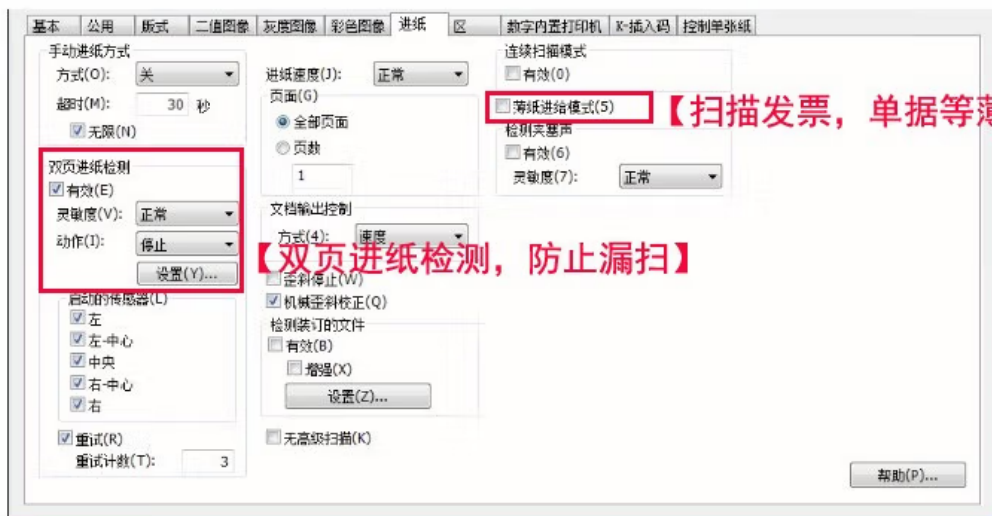 基本 公用 版式 二值图像 灰度图像 彩色图像 进纸 区 数字内置打印机 K-插入码 控制单张纸
手动进纸方式
方式(O): 关
超时(M): 30 秒
无限(N)
双页进纸检测
有效(E)
灵敏度(V): 正常
动作(I): 停止
设置(Y)...
启动的传感器(L)
左
左-中心
中央
右-中心
右
重试(R)
重试计数(T): 3
进纸速度(J): 正常
页面(G)
全部页面
页数
1
文档输出控制
方式(4): 速度
【双页进纸检测，防止漏扫】
歪斜停止(W)
机械歪斜校正(Q)
检测装订的文件
有效(B)
增强(X)
设置(Z)...
无高级扫描(K)
连续扫描模式
有效(0)
薄纸进给模式(5)
【扫描发票，单据等薄
检测夹塞声
有效(6)
灵敏度(7): 正常
帮助(P)...